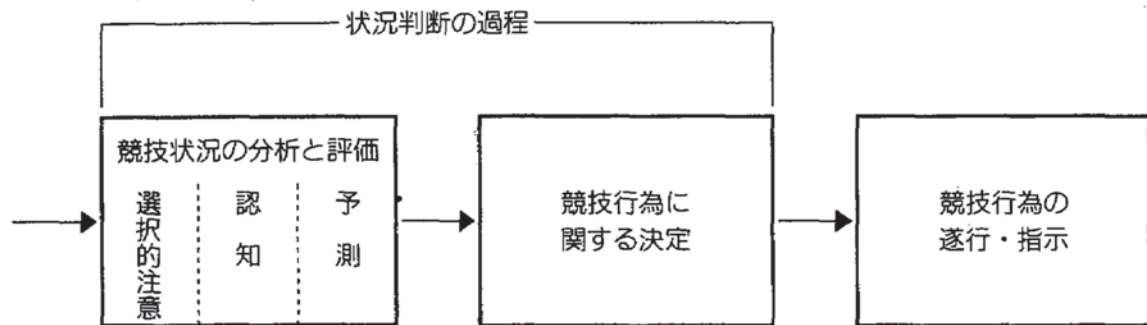 状況判断の過程
競技状況の分析と評価
選択的注意
認知
予測
競技行為に
関する決定
競技行為の
遂行・指示